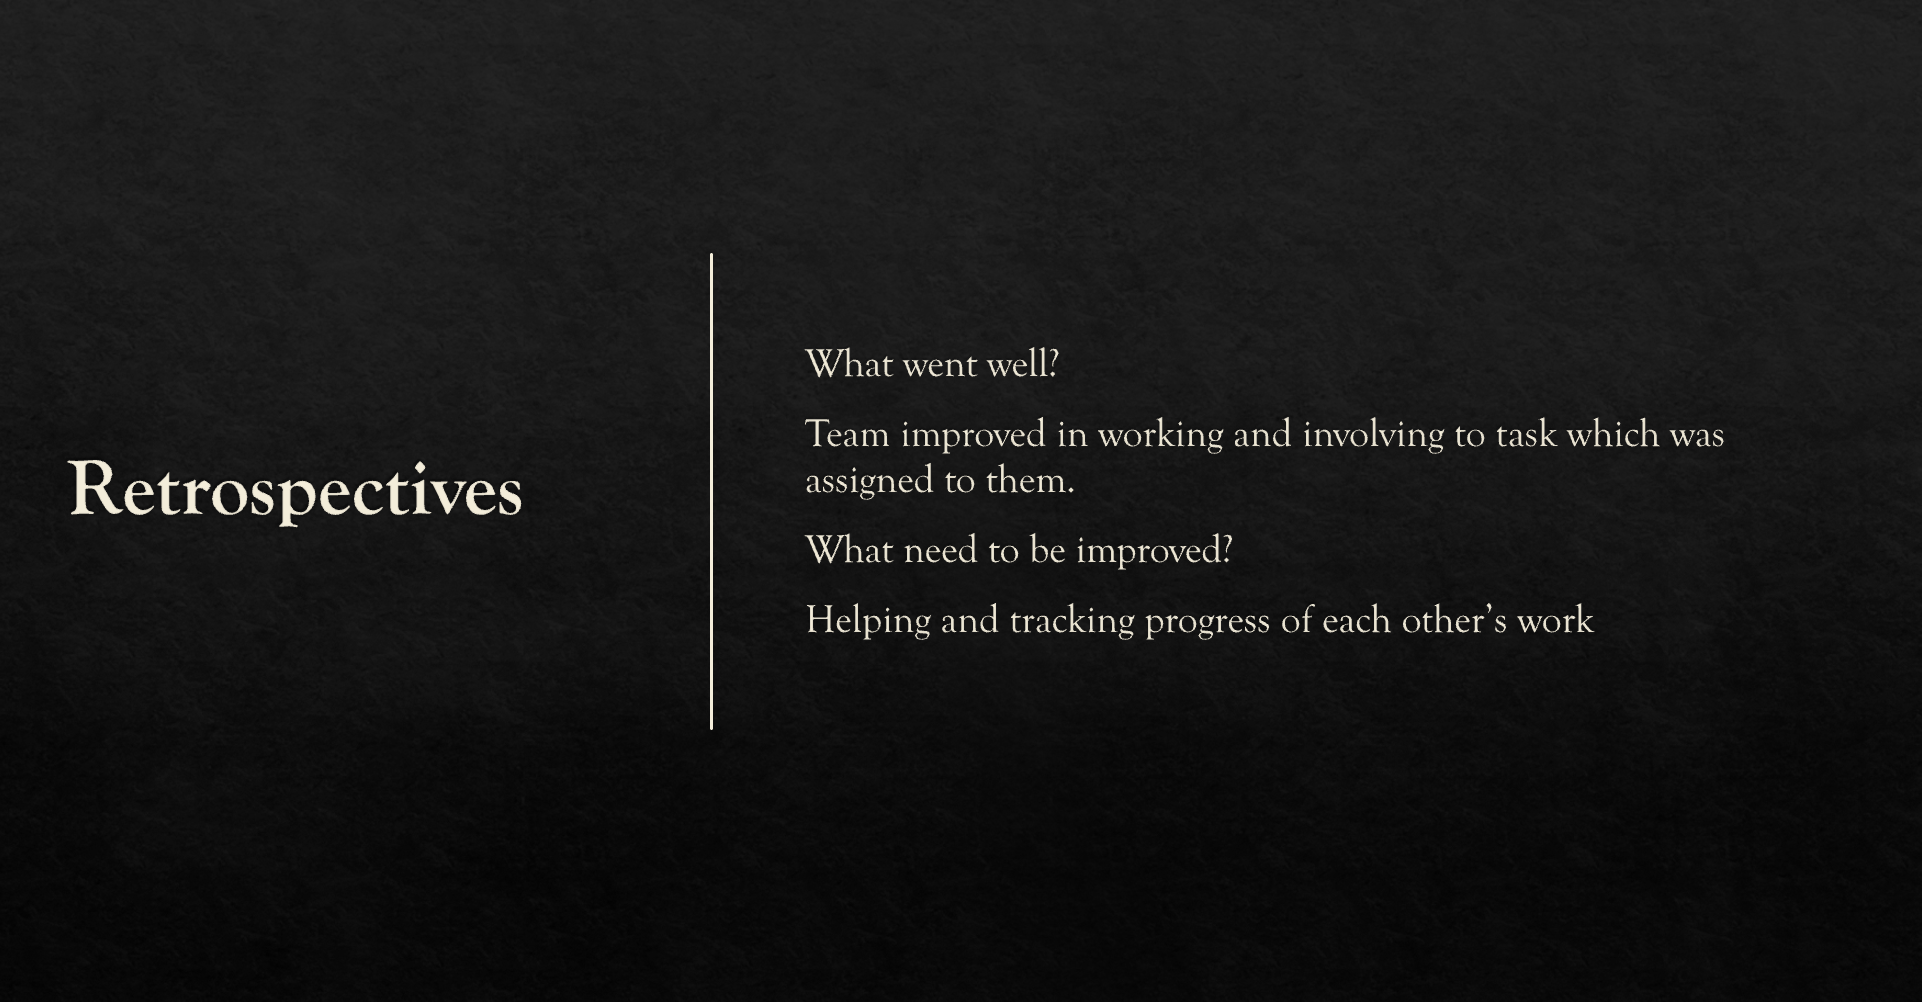 Retrospectives
What went well?
Team improved in working and involving to task which was
assigned to them.
What need to be improved?
Helping and tracking progress of each other’s work